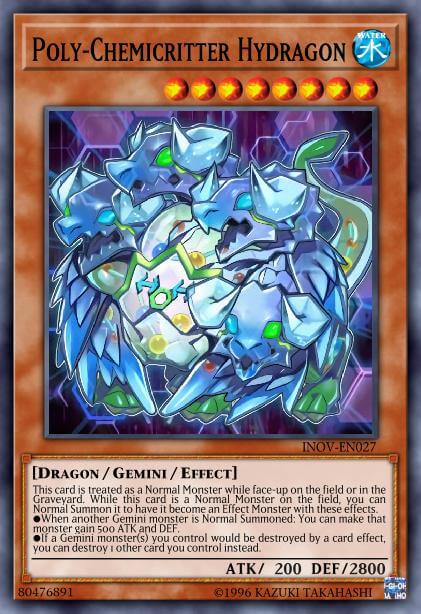 POLY-CHEMICRITTER HYDRAGON
WATER
水
HOH
INOV-EN027
[DRAGON / GEMINI / EFFECT]
This card is treated as a Normal Monster while face-up on the field or in the
Graveyard. While this card is a Normal Monster on the field, you can
Normal Summon it to have it become an Effect Monster with these effects.
●When another Gemini monster is Normal Summoned: You can make that
monster gain 500 ATK and DEF.
●If a Gemini monster(s) you control would be destroyed by a card effect,
you can destroy 1 other card you control instead.
ATK/ 200 DEF/2800
80476891
©1996 KAZUKI TAKAHASHI